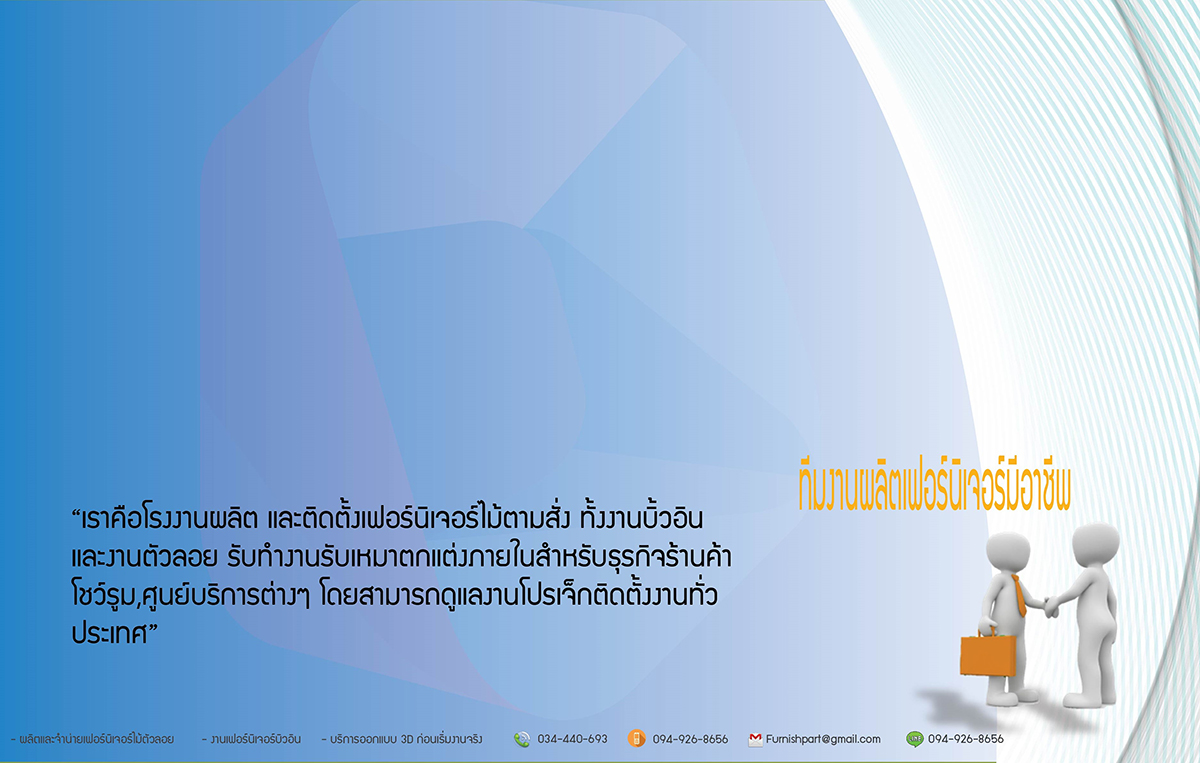 ทีมงานผลิตเฟอร์นิเจอร์มีอาชีพ
“เราคือโรงงานผลิต และติดตั้งเฟอร์นิเจอร์ไม้ตามสั่ง ทั้งงานบิ้วอิน
และงานตัวลอย รับทำงานรับเหมาตกแต่งภายในสำหรับธุรกิจร้านค้า
โชว์รูม,ศูนย์บริการต่างๆ โดยสามารถดูแลงานโปรเจ็กติดตั้งงานทั่ว
ประเทศ”
- ผลิตและจำน่ายเฟอร์นิเจอร์ไม้ตัวลอย - งานเฟอร์นิเจอร์บิวอิน - บริการออกแบบ 3D ก่อนเริ่มงานจริง 034-440-693 094-926-8656 Furnishpart@gmail.com LINE 094-926-8656